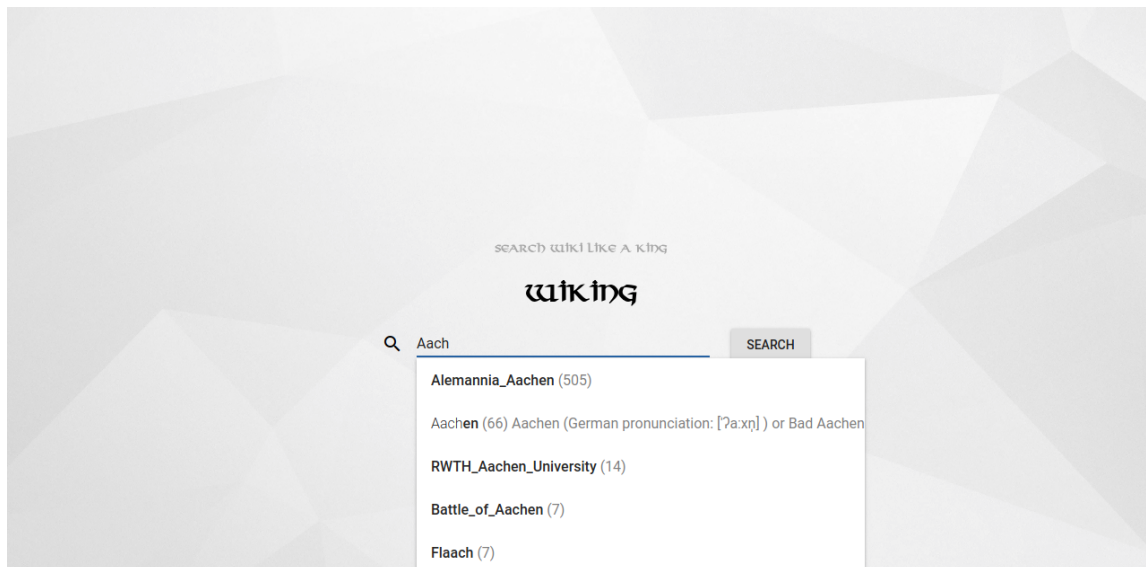 search wiki like a king
wiking
Aach SEARCH
Alemannia_Aachen (505)
Aachen (66) Aachen (German pronunciation: [ˈʔaːxn̩] ) or Bad Aachen
RWTH_Aachen_University (14)
Battle_of_Aachen (7)
Flaach (7)